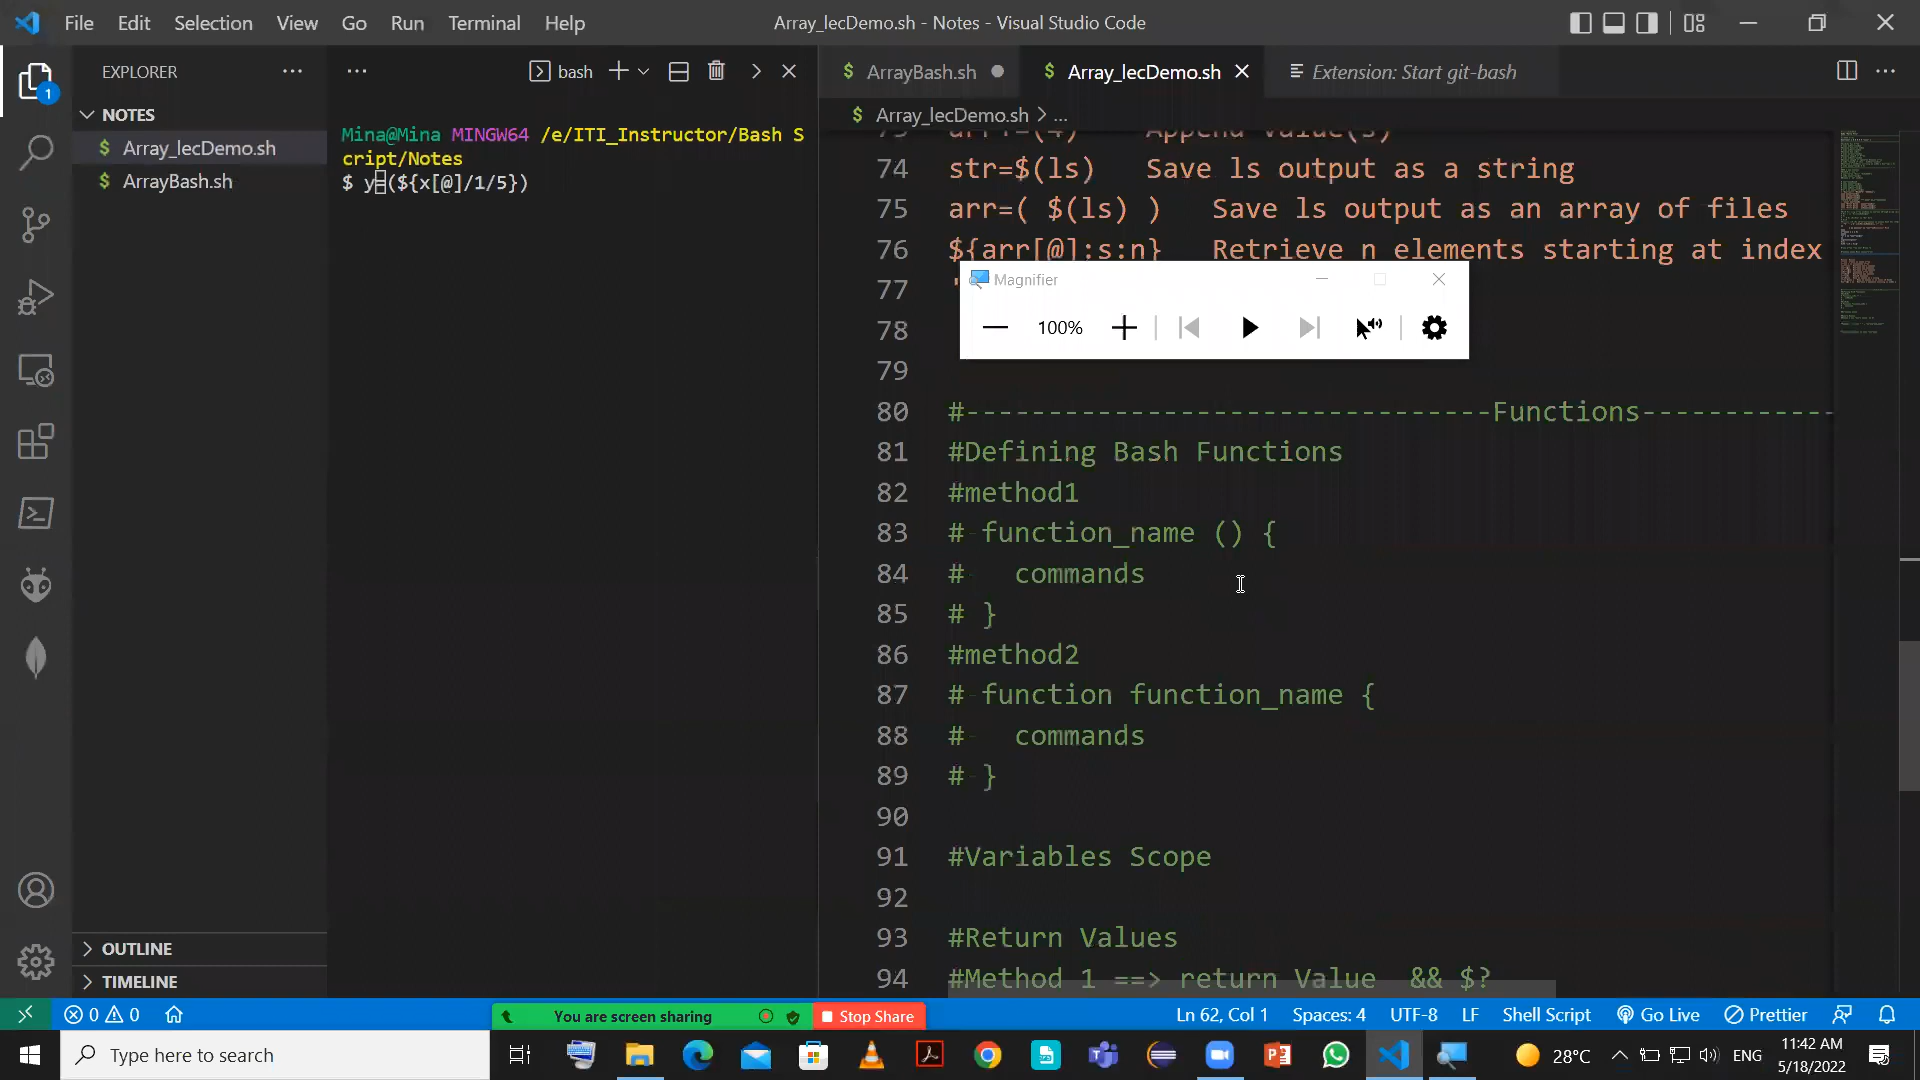 File Edit Selection View Go Run Terminal Help
Array_lecDemo.sh - Notes - Visual Studio Code
EXPLORER
NOTES
Array_lecDemo.sh
ArrayBash.sh
OUTLINE
TIMELINE
1
bash
Mina@Mina MINGW64 /e/ITI_Instructor/Bash S
cript/Notes
$ y(${x[@]/1/5})
ArrayBash.sh
Array_lecDemo.sh
Extension: Start git-bash
Array_lecDemo.sh > ...
74 str=$(ls) Save ls output as a string
75 arr=( $(ls) ) Save ls output as an array of files
76 ${arr[@]:s:n} Retrieve n elements starting at index
77 '
78
79
80 #--------------------------------Functions------------
81 #Defining Bash Functions
82 #method1
83 # function_name () {
84 # commands
85 # }
86 #method2
87 # function function_name {
88 # commands
89 # }
90
91 #Variables Scope
92
93 #Return Values
94 #Method 1 ==> return Value && $?
Magnifier
100%
0 0
You are screen sharing
Stop Share
Ln 62, Col 1 Spaces: 4 UTF-8 LF Shell Script Go Live Prettier
Type here to search
28°C
ENG
11:42 AM
5/18/2022